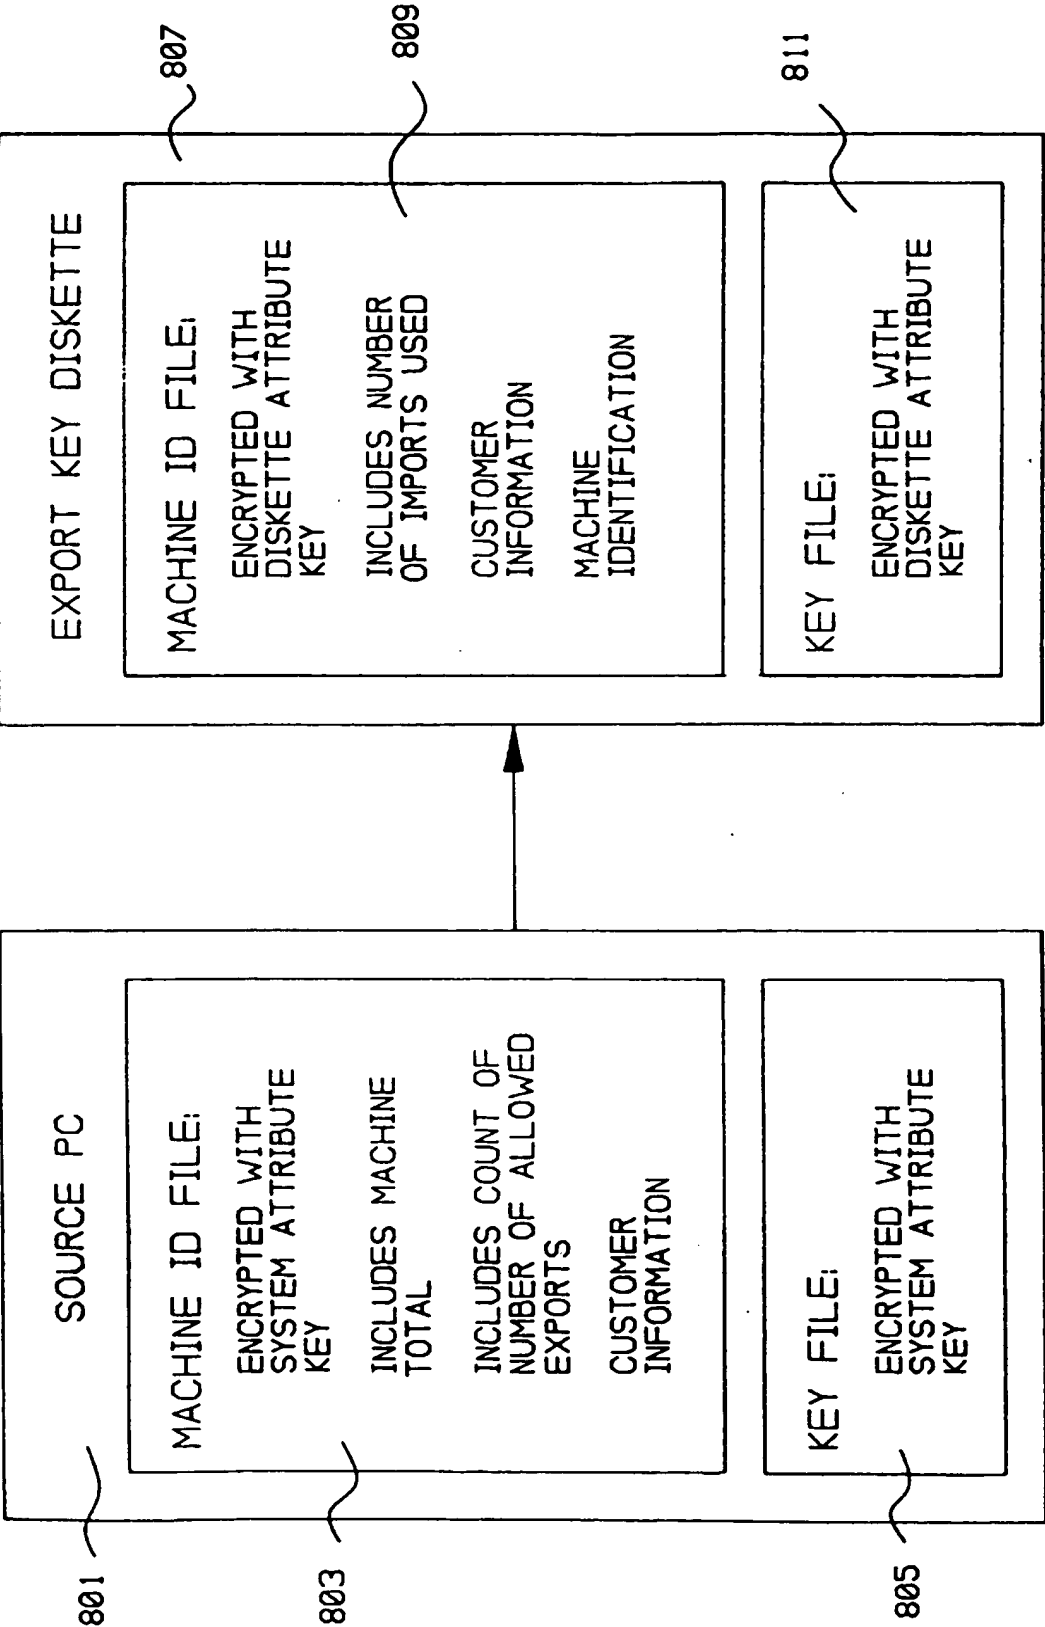 801
SOURCE PC
803
MACHINE ID FILE:
ENCRYPTED WITH
SYSTEM ATTRIBUTE
KEY
INCLUDES MACHINE
TOTAL
INCLUDES COUNT OF
NUMBER OF ALLOWED
EXPORTS
CUSTOMER
INFORMATION
805
KEY FILE:
ENCRYPTED WITH
SYSTEM ATTRIBUTE
KEY
EXPORT KEY DISKETTE
807
MACHINE ID FILE:
809
ENCRYPTED WITH
DISKETTE ATTRIBUTE
KEY
INCLUDES NUMBER
OF IMPORTS USED
CUSTOMER
INFORMATION
MACHINE
IDENTIFICATION
KEY FILE:
811
ENCRYPTED WITH
DISKETTE ATTRIBUTE
KEY